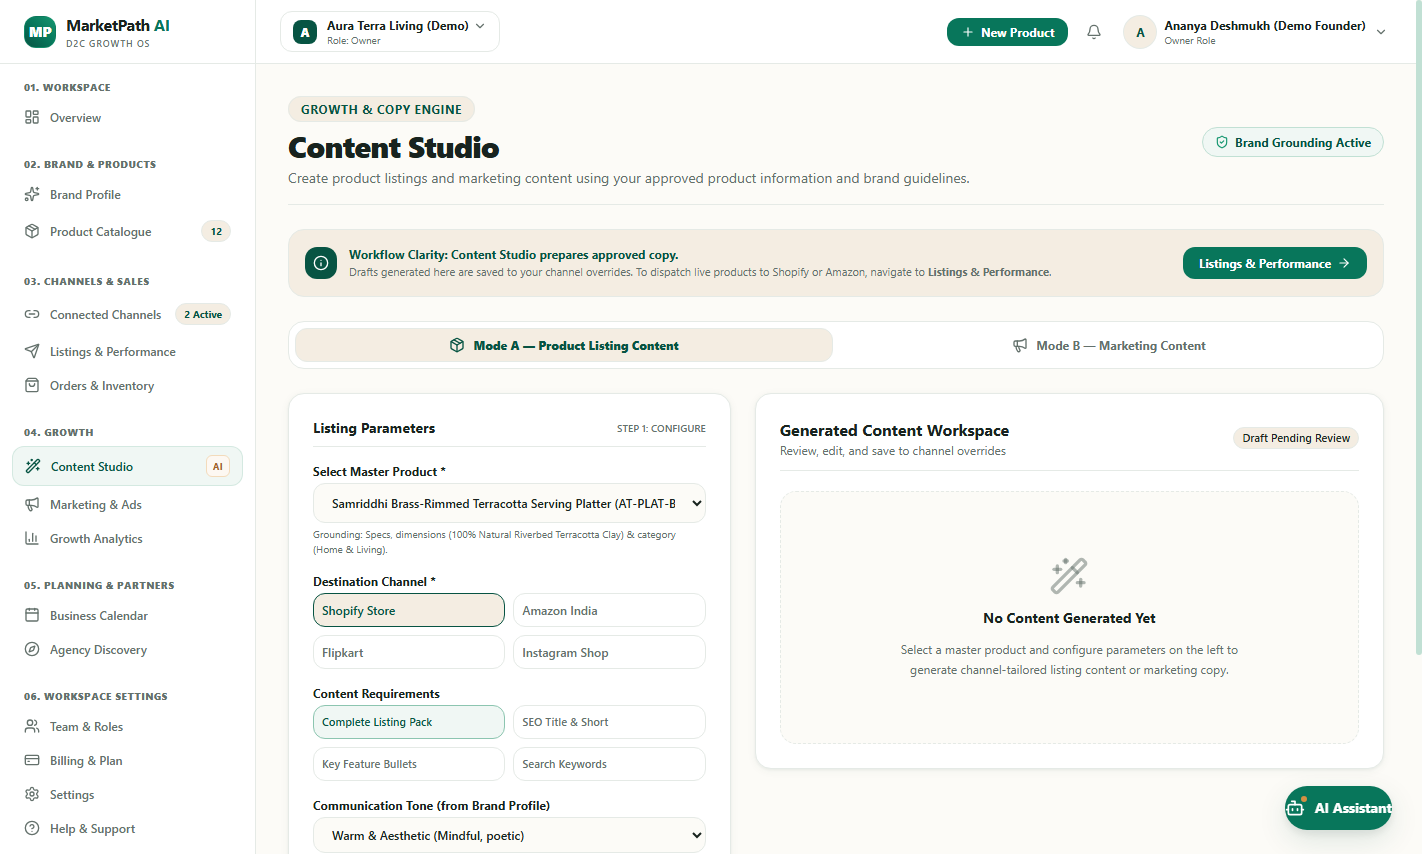 MP
MarketPath AI
D2C GROWTH OS
A
Aura Terra Living (Demo)
Role: Owner
New Product
A
Ananya Deshmukh (Demo Founder)
Owner Role
01. WORKSPACE
Overview
02. BRAND & PRODUCTS
Brand Profile
Product Catalogue
12
03. CHANNELS & SALES
Connected Channels
2 Active
Listings & Performance
Orders & Inventory
04. GROWTH
Content Studio
AI
Marketing & Ads
Growth Analytics
05. PLANNING & PARTNERS
Business Calendar
Agency Discovery
06. WORKSPACE SETTINGS
Team & Roles
Billing & Plan
Settings
Help & Support
GROWTH & COPY ENGINE
Content Studio
Create product listings and marketing content using your approved product information and brand guidelines.
Brand Grounding Active
Workflow Clarity: Content Studio prepares approved copy.
Drafts generated here are saved to your channel overrides. To dispatch live products to Shopify or Amazon, navigate to Listings & Performance.
Listings & Performance →
Mode A — Product Listing Content
Mode B — Marketing Content
Listing Parameters
STEP 1: CONFIGURE
Select Master Product *
Samriddhi Brass-Rimmed Terracotta Serving Platter (AT-PLAT-B
Grounding: Specs, dimensions (100% Natural Riverbed Terracotta Clay) & category
(Home & Living).
Destination Channel *
Shopify Store
Amazon India
Flipkart
Instagram Shop
Content Requirements
Complete Listing Pack
SEO Title & Short
Key Feature Bullets
Search Keywords
Communication Tone (from Brand Profile)
Warm & Aesthetic (Mindful, poetic)
Generated Content Workspace
Review, edit, and save to channel overrides
Draft Pending Review
No Content Generated Yet
Select a master product and configure parameters on the left to
generate channel-tailored listing content or marketing copy.
AI Assistant